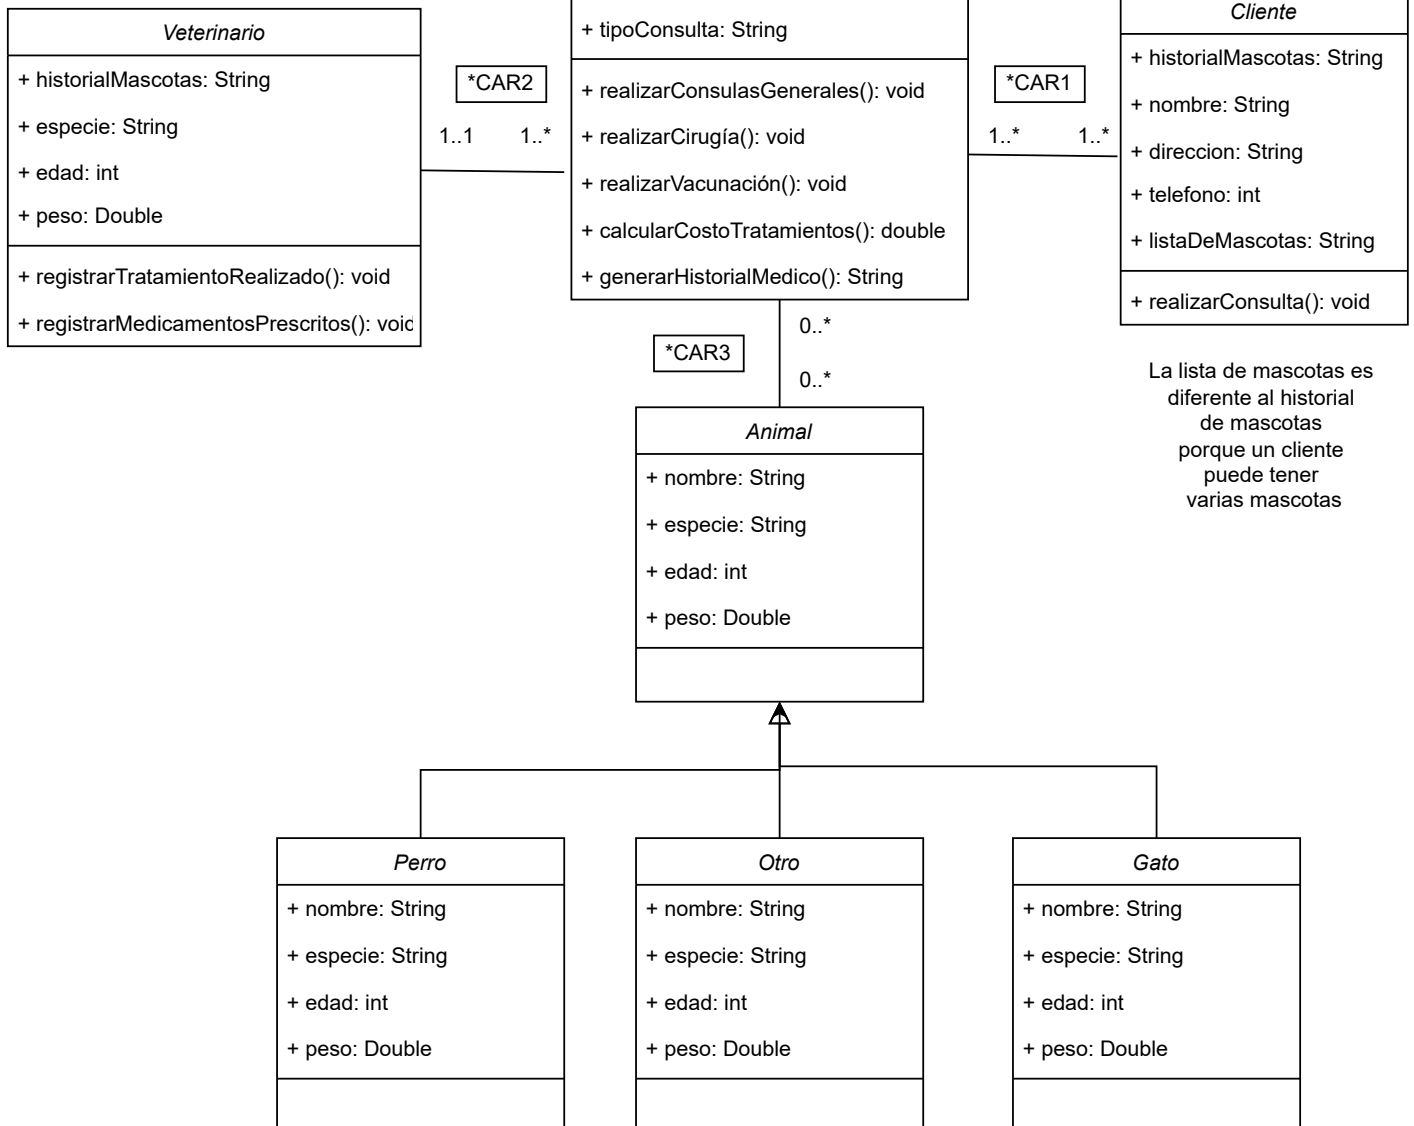 Veterinario
+ historialMascotas: String
+ especie: String
+ edad: int
+ peso: Double
+ registrarTratamientoRealizado(): void
+ registrarMedicamentosPrescritos(): void
*CAR2
1..1
1..*
+ tipoConsulta: String
+ realizarConsulasGenerales(): void
+ realizarCirugía(): void
+ realizarVacunación(): void
+ calcularCostoTratamientos(): double
+ generarHistorialMedico(): String
*CAR1
1..*
1..*
Cliente
+ historialMascotas: String
+ nombre: String
+ direccion: String
+ telefono: int
+ listaDeMascotas: String
+ realizarConsulta(): void
La lista de mascotas es
diferente al historial
de mascotas
porque un cliente
puede tener
varias mascotas
*CAR3
0..*
0..*
Animal
+ nombre: String
+ especie: String
+ edad: int
+ peso: Double
Perro
+ nombre: String
+ especie: String
+ edad: int
+ peso: Double
Otro
+ nombre: String
+ especie: String
+ edad: int
+ peso: Double
Gato
+ nombre: String
+ especie: String
+ edad: int
+ peso: Double